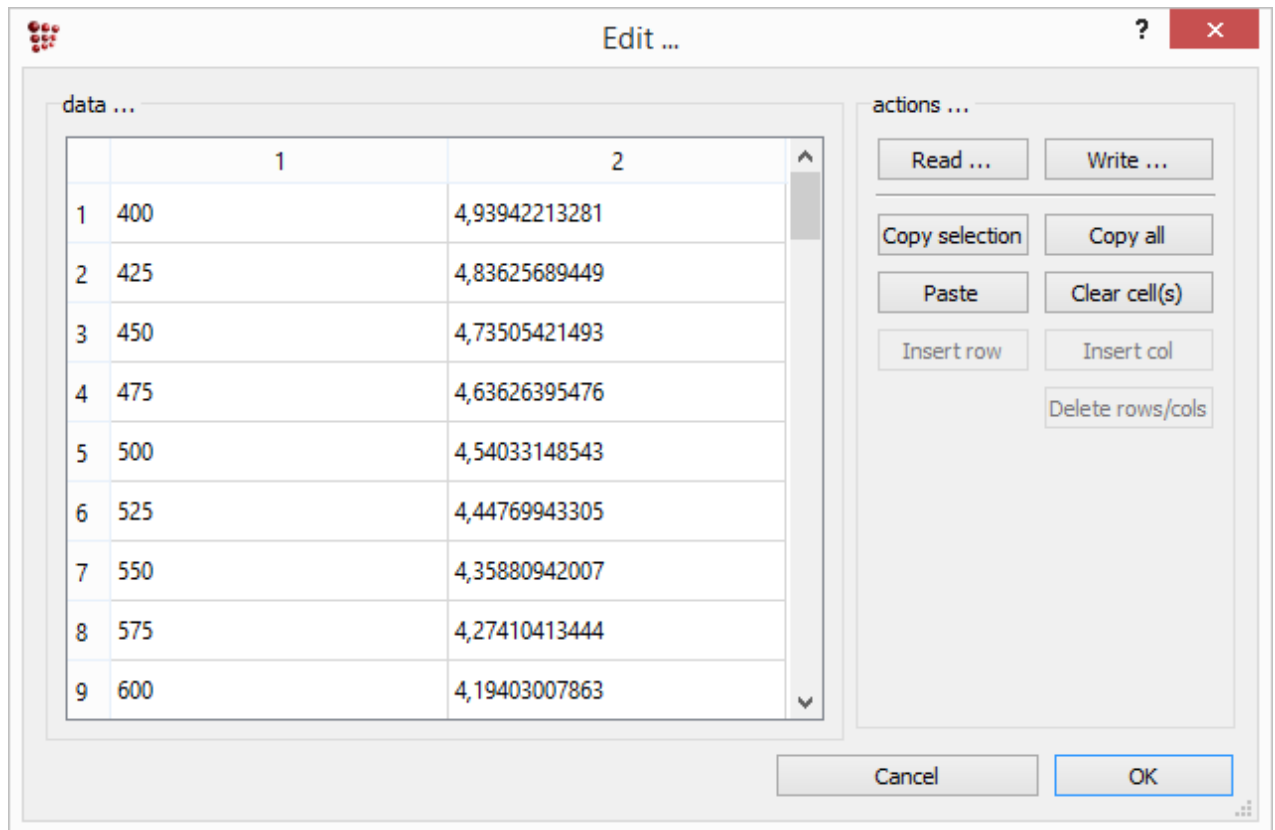 Edit ... ? ×
data ...
1 2
1 400 4,93942213281
2 425 4,83625689449
3 450 4,73505421493
4 475 4,63626395476
5 500 4,54033148543
6 525 4,44769943305
7 550 4,35880942007
8 575 4,27410413444
9 600 4,19403007863
actions ...
Read ... Write ...
Copy selection Copy all
Paste Clear cell(s)
Insert row Insert col
Delete rows/cols
Cancel OK